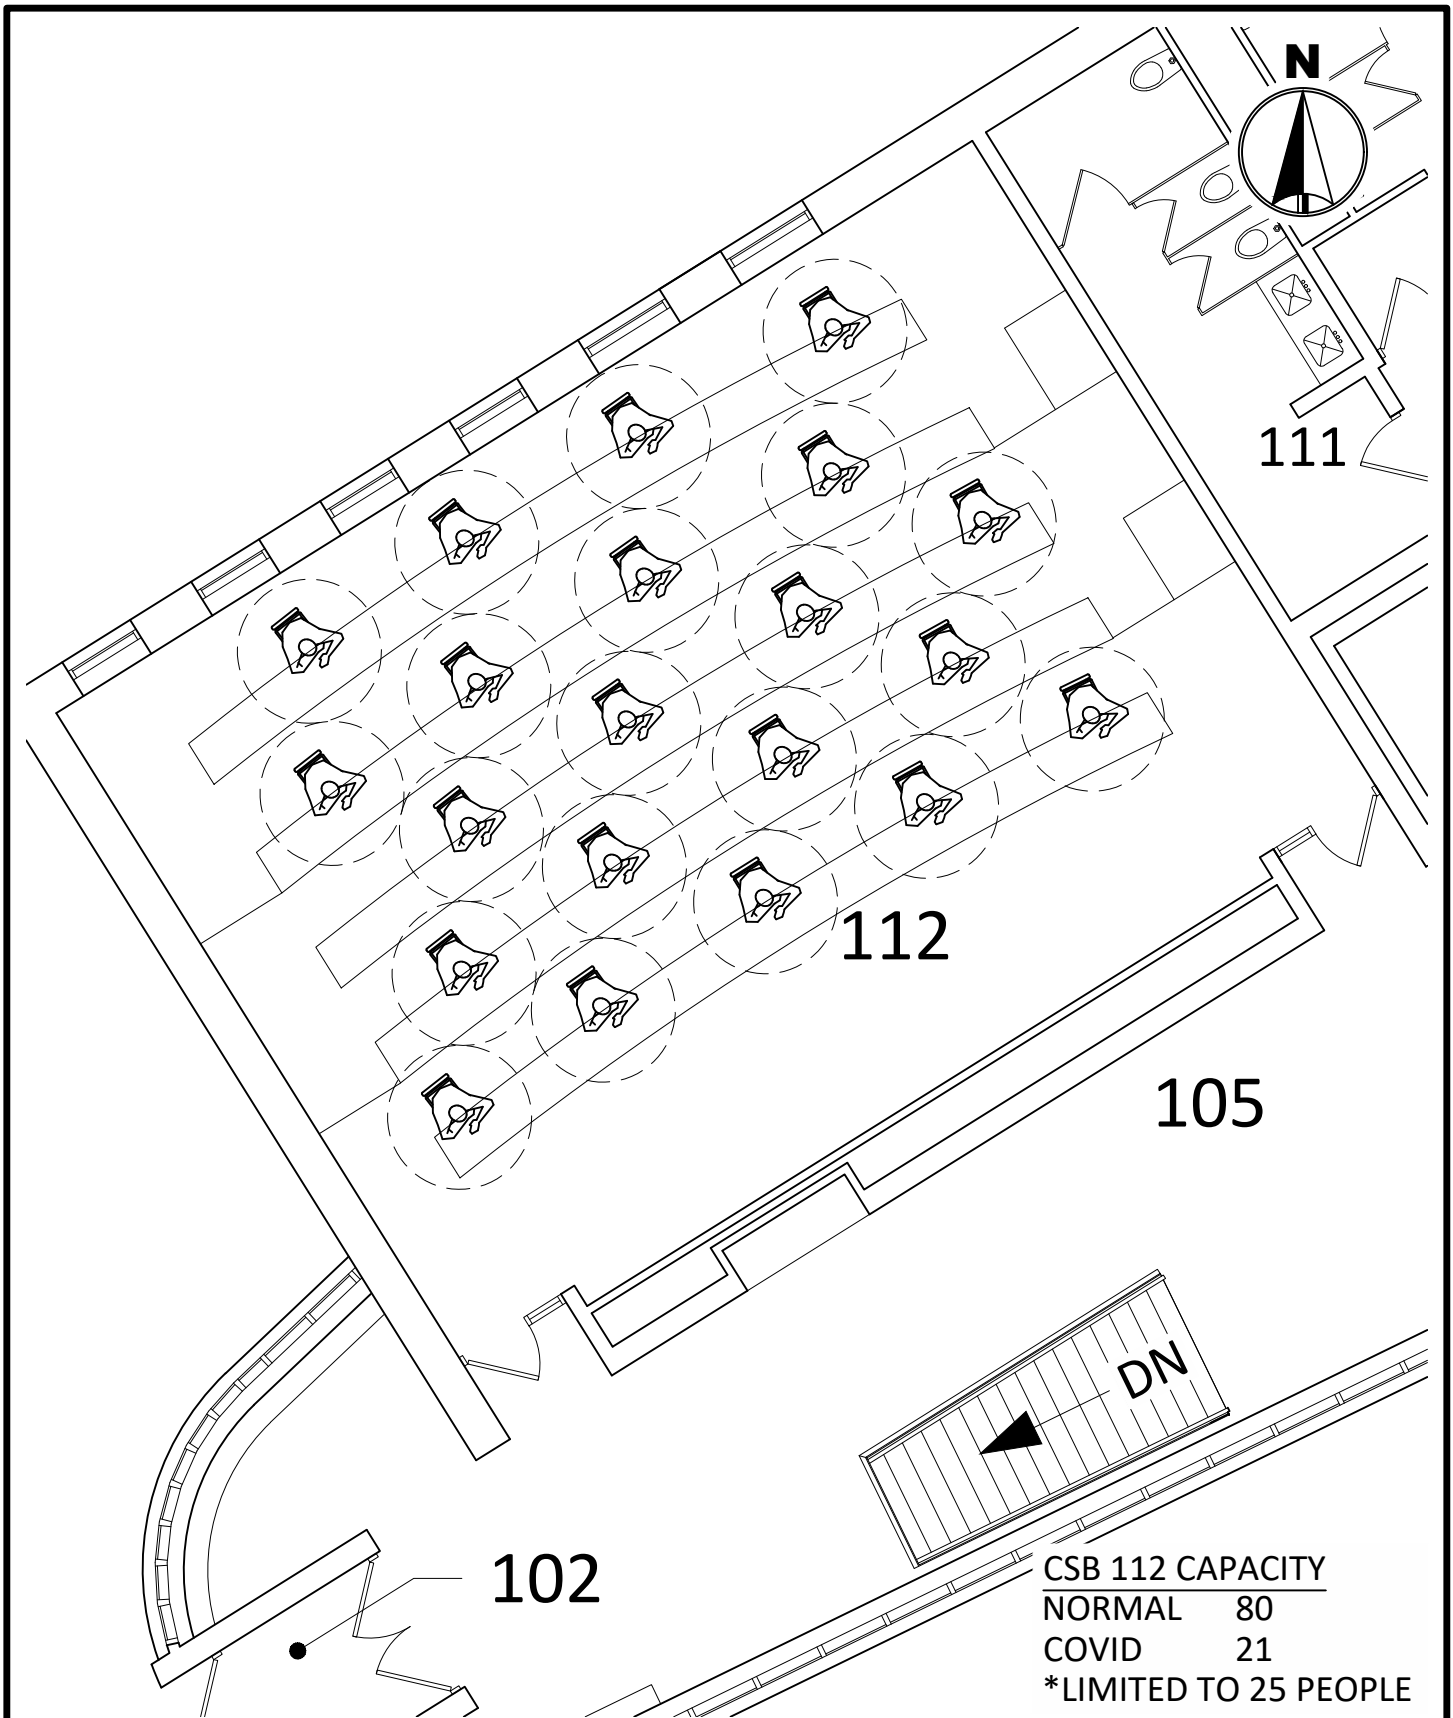 N
111
112
105
DN
102
CSB 112 CAPACITY
NORMAL 80
COVID 21
*LIMITED TO 25 PEOPLE